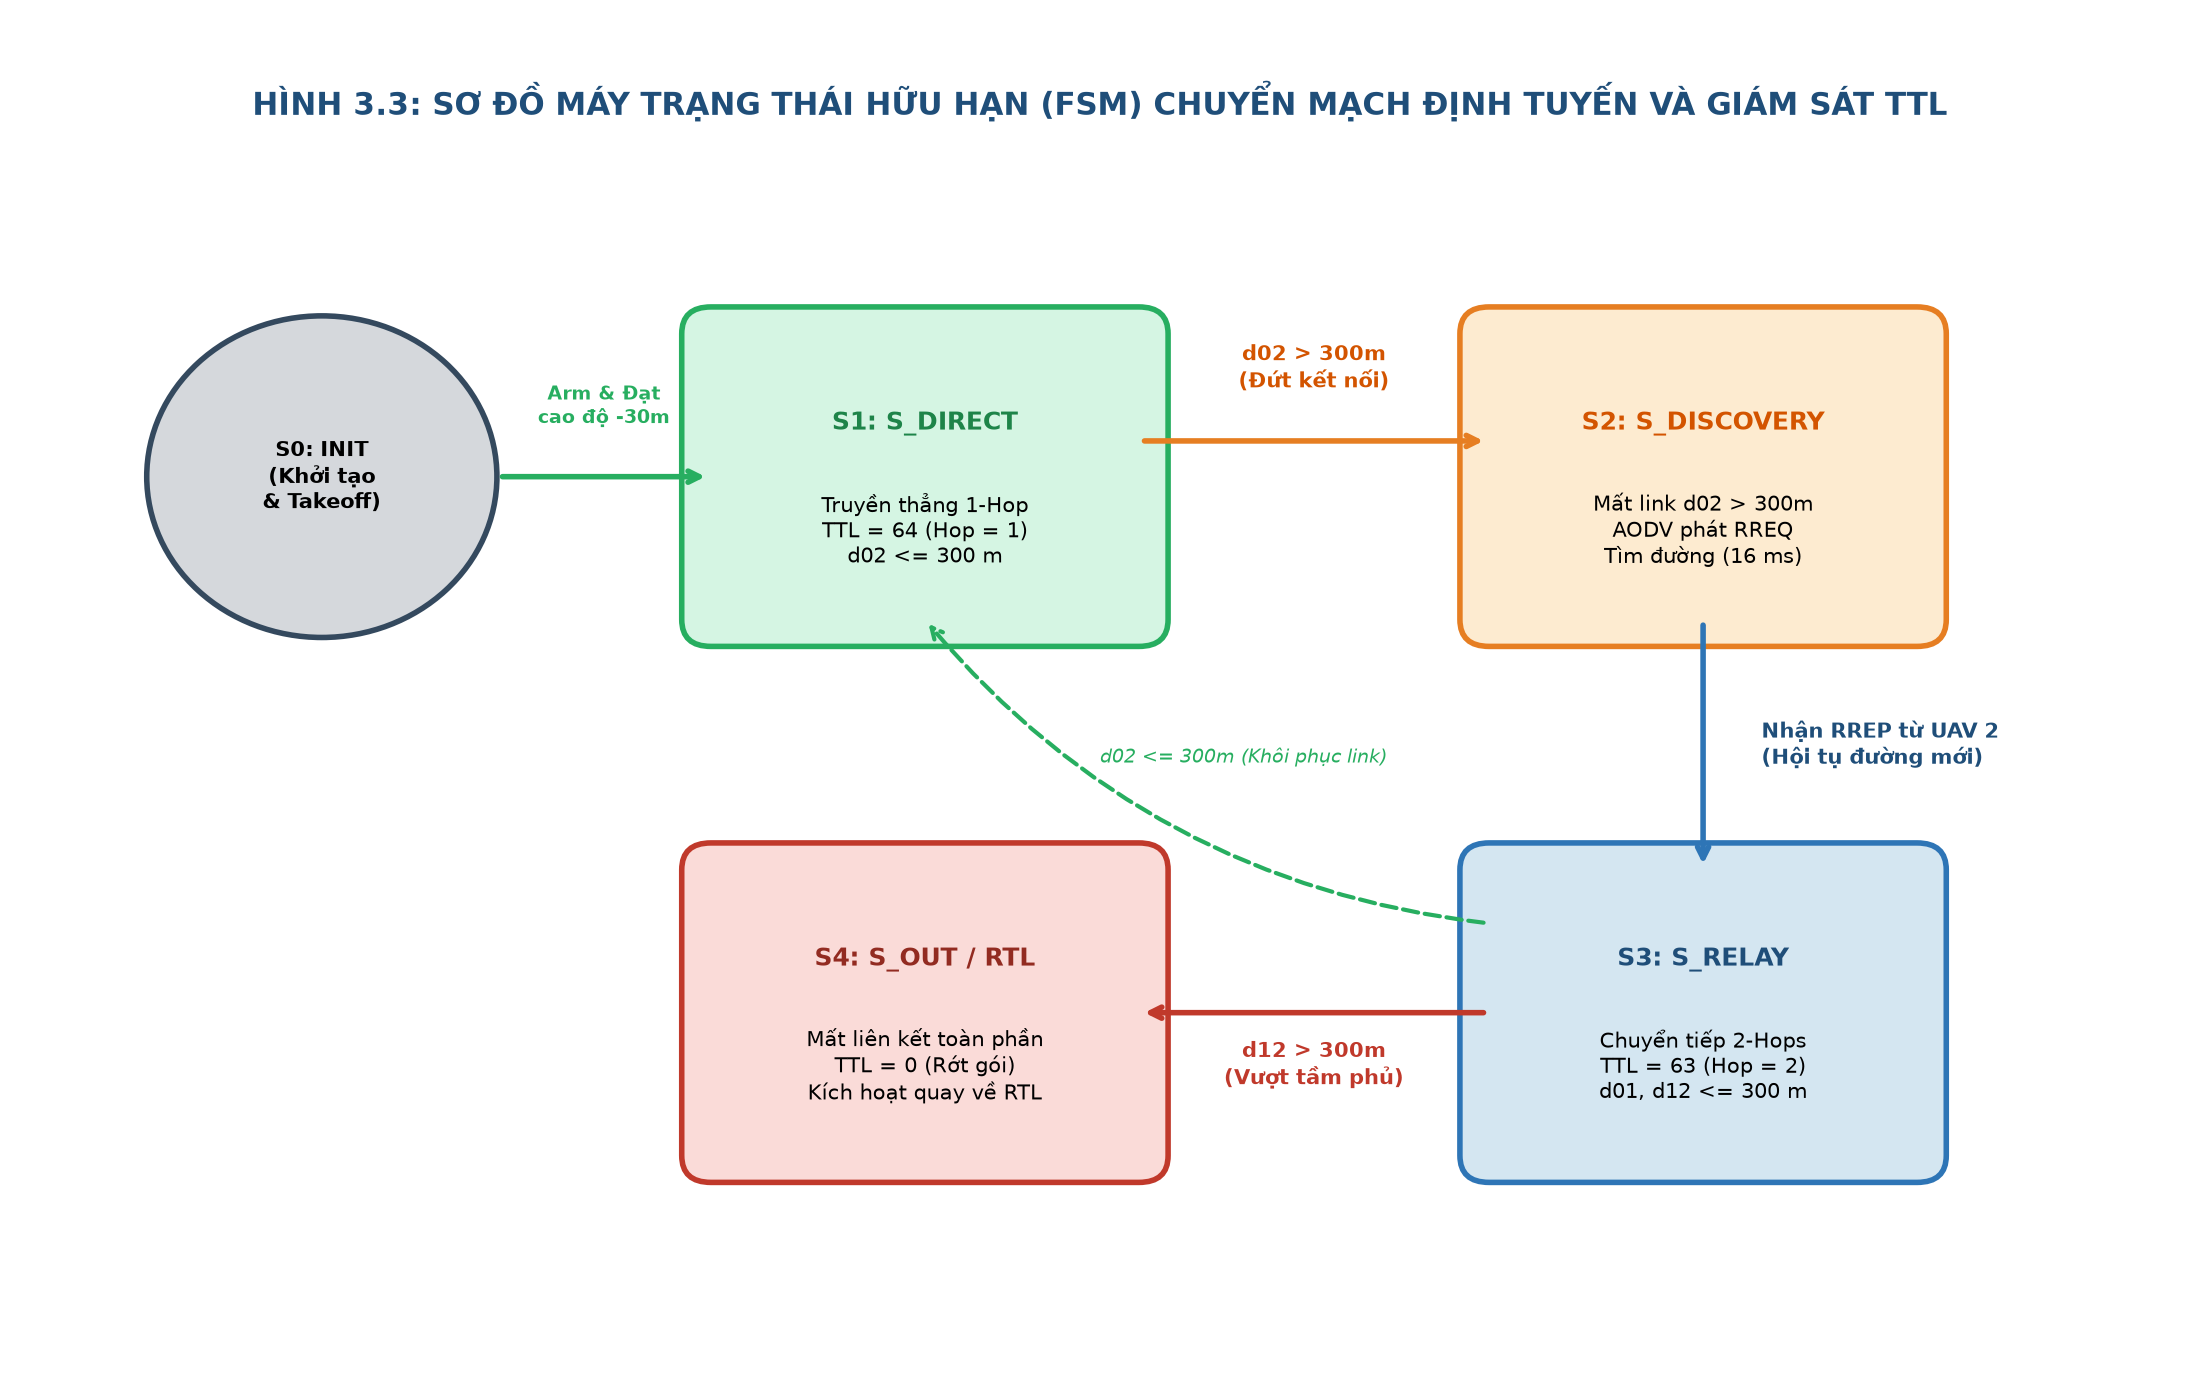 HÌNH 3.3: SƠ ĐỒ MÁY TRẠNG THÁI HỮU HẠN (FSM) CHUYỂN MẠCH ĐỊNH TUYẾN VÀ GIÁM SÁT TTL
S0: INIT
(Khởi tạo
& Takeoff)
Arm & Đạt
cao độ -30m
S1: S_DIRECT
Truyền thẳng 1-Hop
TTL = 64 (Hop = 1)
d02 <= 300 m
d02 > 300m
(Đứt kết nối)
S2: S_DISCOVERY
Mất link d02 > 300m
AODV phát RREQ
Tìm đường (16 ms)
d02 <= 300m (Khôi phục link)
Nhận RREP từ UAV 2
(Hội tụ đường mới)
S4: S_OUT / RTL
Mất liên kết toàn phần
TTL = 0 (Rớt gói)
Kích hoạt quay về RTL
d12 > 300m
(Vượt tầm phủ)
S3: S_RELAY
Chuyển tiếp 2-Hops
TTL = 63 (Hop = 2)
d01, d12 <= 300 m